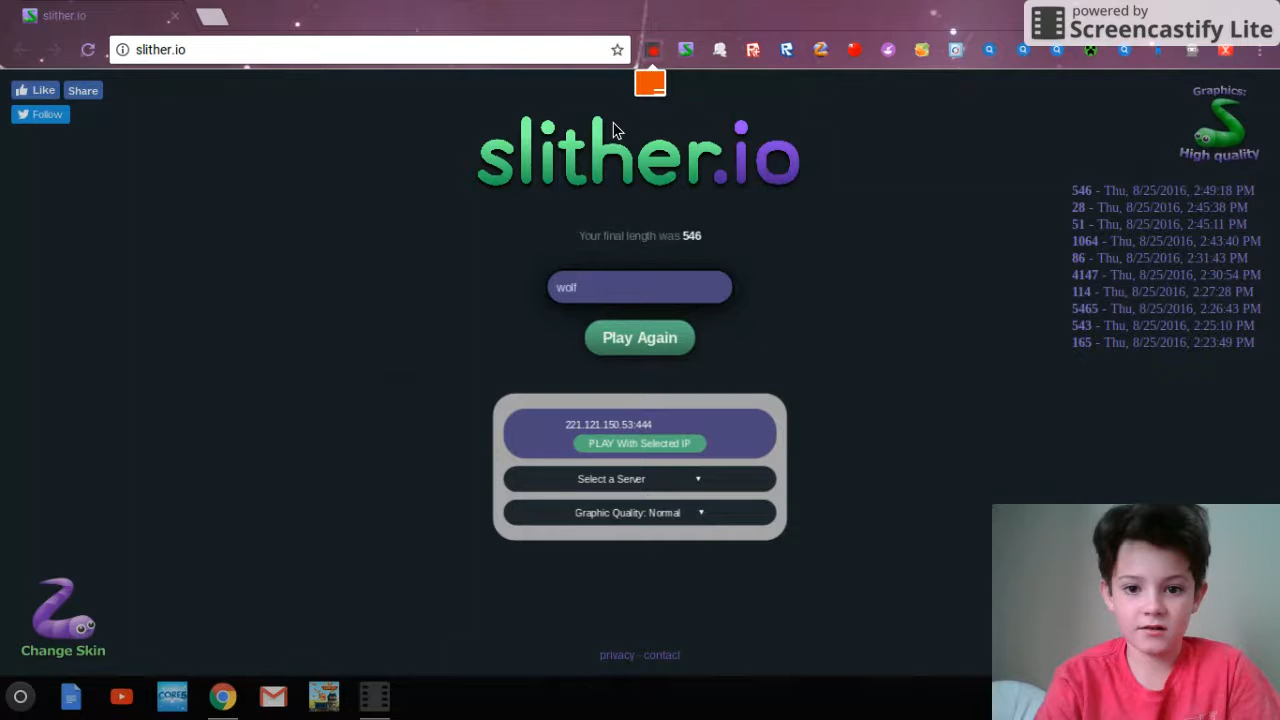 slither.io
powered by
Screencastify Lite
slither.io
Like
Share
Follow
Graphics:
High quality
slither.io
Your final length was 546
wolf
Play Again
546 - Thu, 8/25/2016, 2:49:18 PM
28 - Thu, 8/25/2016, 2:45:38 PM
51 - Thu, 8/25/2016, 2:45:11 PM
1064 - Thu, 8/25/2016, 2:43:40 PM
86 - Thu, 8/25/2016, 2:31:43 PM
4147 - Thu, 8/25/2016, 2:30:54 PM
114 - Thu, 8/25/2016, 2:27:28 PM
5465 - Thu, 8/25/2016, 2:26:43 PM
543 - Thu, 8/25/2016, 2:25:10 PM
165 - Thu, 8/25/2016, 2:23:49 PM
221.121.150.53:444
PLAY With Selected IP
Select a Server
Graphic Quality: Normal
Change Skin
privacy - contact
CORE5